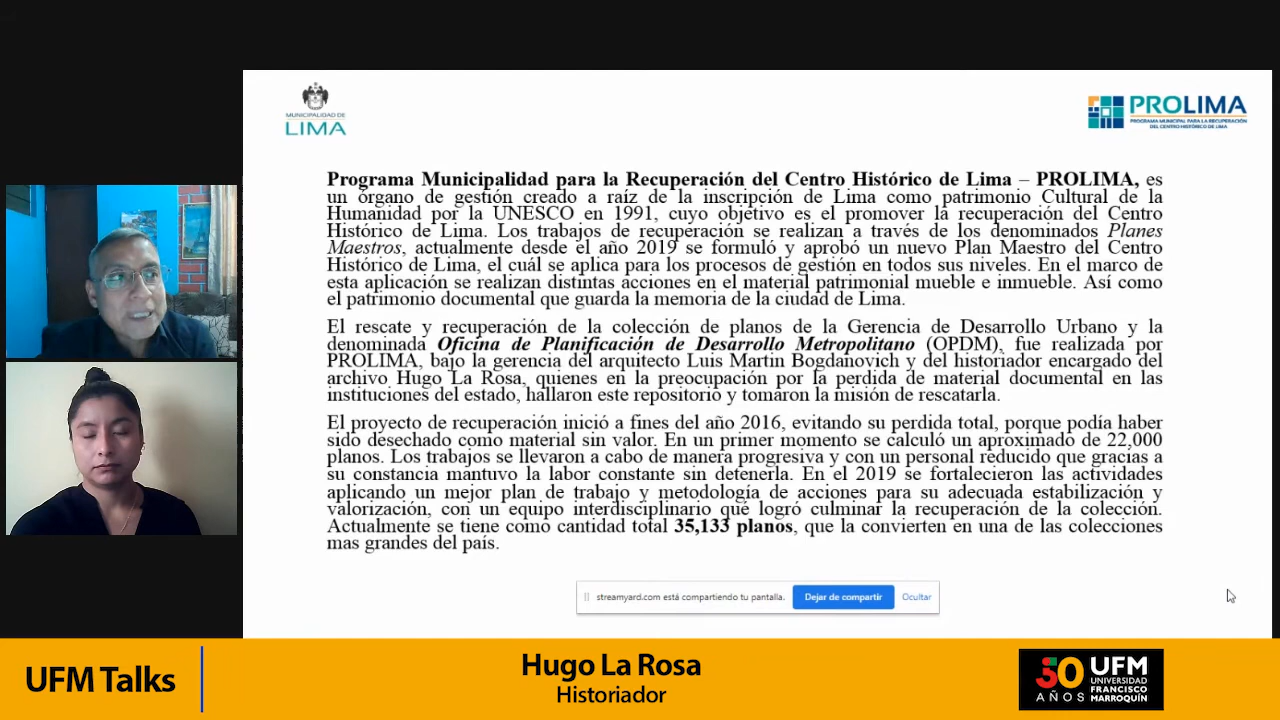 MUNICIPALIDAD DE
LIMA
PROLIMA
PROGRAMA MUNICIPAL PARA LA RECUPERACIÓN
DEL CENTRO HISTÓRICO DE LIMA
Programa Municipalidad para la Recuperación del Centro Histórico de Lima – PROLIMA, es
un órgano de gestión creado a raíz de la inscripción de Lima como patrimonio Cultural de la
Humanidad por la UNESCO en 1991, cuyo objetivo es el promover la recuperación del Centro
Histórico de Lima. Los trabajos de recuperación se realizan a través de los denominados Planes
Maestros, actualmente desde el año 2019 se formuló y aprobó un nuevo Plan Maestro del Centro
Histórico de Lima, el cuál se aplica para los procesos de gestión en todos sus niveles. En el marco de
esta aplicación se realizan distintas acciones en el material patrimonial mueble e inmueble. Así como
el patrimonio documental que guarda la memoria de la ciudad de Lima.
El rescate y recuperación de la colección de planos de la Gerencia de Desarrollo Urbano y la
denominada Oficina de Planificación de Desarrollo Metropolitano (OPDM), fue realizada por
PROLIMA, bajo la gerencia del arquitecto Luis Martin Bogdanovich y del historiador encargado del
archivo Hugo La Rosa, quienes en la preocupación por la perdida de material documental en las
instituciones del estado, hallaron este repositorio y tomaron la misión de rescatarla.
El proyecto de recuperación inició a fines del año 2016, evitando su perdida total, porque podía haber
sido desechado como material sin valor. En un primer momento se calculó un aproximado de 22,000
planos. Los trabajos se llevaron a cabo de manera progresiva y con un personal reducido que gracias a
su constancia mantuvo la labor constante sin detenerla. En el 2019 se fortalecieron las actividades
aplicando un mejor plan de trabajo y metodología de acciones para su adecuada estabilización y
valorización, con un equipo interdisciplinario qué logró culminar la recuperación de la colección.
Actualmente se tiene como cantidad total 35,133 planos, que la convierten en una de las colecciones
mas grandes del país.
streamyard.com está compartiendo tu pantalla.
Dejar de compartir
Ocultar
UFM Talks
Hugo La Rosa
Historiador
50
AÑOS
UFM
UNIVERSIDAD
FRANCISCO
MARROQUÍN